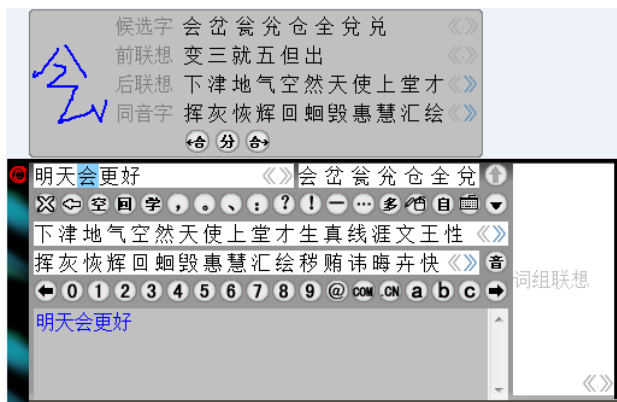 候选字 会 岔 瓮 兊 仓 全 兌 兑 《》
前联想 变 三 就 五 但 出 《》
后联想 下 津 地 气 空 然 天 使 上 堂 才 《》
同音字 挥 灰 恢 辉 回 蛔 毁 惠 慧 汇 绘 《》
合 分 合
明天会更好 《》 会 岔 瓮 兊 仓 全 兌
空 回 学 , 。 、 : ? ! — … 多 自
下 津 地 气 空 然 天 使 上 堂 才 生 真 线 涯 文 王 性 《》
挥 灰 恢 辉 回 蛔 毁 惠 慧 汇 绘 秽 贿 讳 晦 卉 快 《》 音
0 1 2 3 4 5 6 7 8 9 @ COM .CN a b c
词组联想
明天会更好
《》